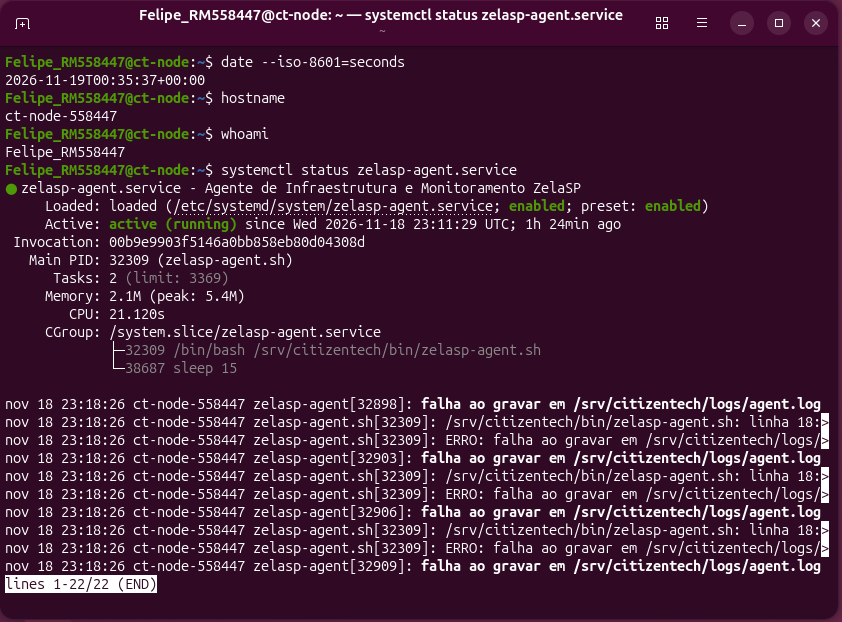 Felipe_RM558447@ct-node: ~ — systemctl status zelasp-agent.service
~
Felipe_RM558447@ct-node:~$ date --iso-8601=seconds
2026-11-19T00:35:37+00:00
Felipe_RM558447@ct-node:~$ hostname
ct-node-558447
Felipe_RM558447@ct-node:~$ whoami
Felipe_RM558447
Felipe_RM558447@ct-node:~$ systemctl status zelasp-agent.service
● zelasp-agent.service - Agente de Infraestrutura e Monitoramento ZelaSP
Loaded: loaded (/etc/systemd/system/zelasp-agent.service; enabled; preset: enabled)
Active: active (running) since Wed 2026-11-18 23:11:29 UTC; 1h 24min ago
Invocation: 00b9e9903f5146a0bb858eb80d04308d
Main PID: 32309 (zelasp-agent.sh)
Tasks: 2 (limit: 3369)
Memory: 2.1M (peak: 5.4M)
CPU: 21.120s
CGroup: /system.slice/zelasp-agent.service
├─32309 /bin/bash /srv/citizentech/bin/zelasp-agent.sh
└─38687 sleep 15
nov 18 23:18:26 ct-node-558447 zelasp-agent[32898]: falha ao gravar em /srv/citizentech/logs/agent.log
nov 18 23:18:26 ct-node-558447 zelasp-agent.sh[32309]: /srv/citizentech/bin/zelasp-agent.sh: linha 18:>
nov 18 23:18:26 ct-node-558447 zelasp-agent.sh[32309]: ERRO: falha ao gravar em /srv/citizentech/logs/>
nov 18 23:18:26 ct-node-558447 zelasp-agent[32903]: falha ao gravar em /srv/citizentech/logs/agent.log
nov 18 23:18:26 ct-node-558447 zelasp-agent.sh[32309]: /srv/citizentech/bin/zelasp-agent.sh: linha 18:>
nov 18 23:18:26 ct-node-558447 zelasp-agent.sh[32309]: ERRO: falha ao gravar em /srv/citizentech/logs/>
nov 18 23:18:26 ct-node-558447 zelasp-agent[32906]: falha ao gravar em /srv/citizentech/logs/agent.log
nov 18 23:18:26 ct-node-558447 zelasp-agent.sh[32309]: /srv/citizentech/bin/zelasp-agent.sh: linha 18:>
nov 18 23:18:26 ct-node-558447 zelasp-agent.sh[32309]: ERRO: falha ao gravar em /srv/citizentech/logs/>
nov 18 23:18:26 ct-node-558447 zelasp-agent[32909]: falha ao gravar em /srv/citizentech/logs/agent.log
lines 1-22/22 (END)